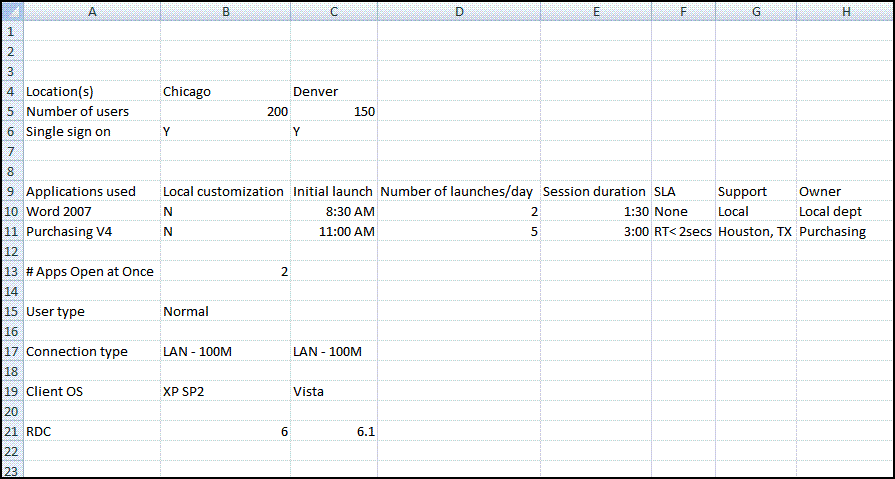 A B C D E F G H
1
2
3
4 Location(s) Chicago Denver
5 Number of users 200 150
6 Single sign on Y Y
7
8
9 Applications used Local customization Initial launch Number of launches/day Session duration SLA Support Owner
10 Word 2007 N 8:30 AM 2 1:30 None Local Local dept
11 Purchasing V4 N 11:00 AM 5 3:00 RT< 2secs Houston, TX Purchasing
12
13 # Apps Open at Once 2
14
15 User type Normal
16
17 Connection type LAN - 100M LAN - 100M
18
19 Client OS XP SP2 Vista
20
21 RDC 6 6.1
22
23